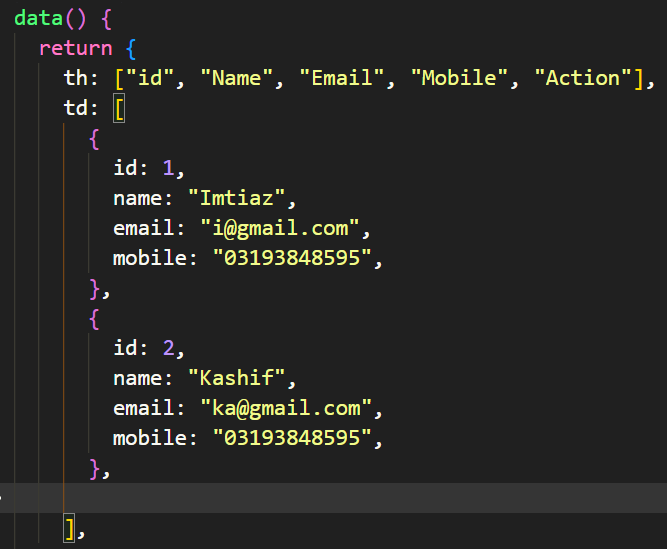 data() {
return {
th: ["id", "Name", "Email", "Mobile", "Action"],
td: [
{
id: 1,
name: "Imtiaz",
email: "i@gmail.com",
mobile: "03193848595",
},
{
id: 2,
name: "Kashif",
email: "ka@gmail.com",
mobile: "03193848595",
},
],